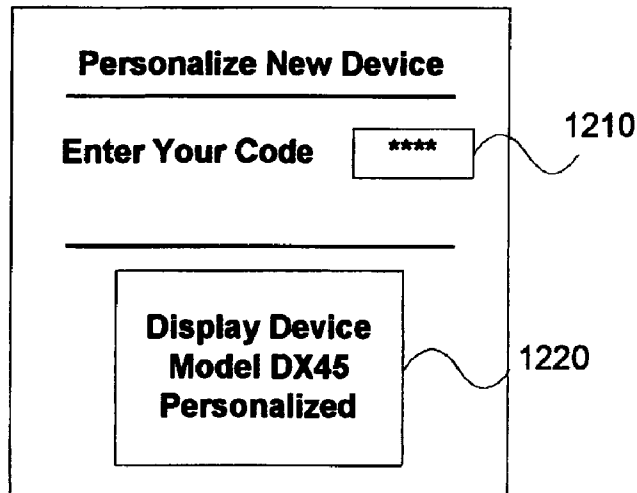 Personalize New Device
Enter Your Code ****
1210
Display Device
Model DX45
Personalized
1220